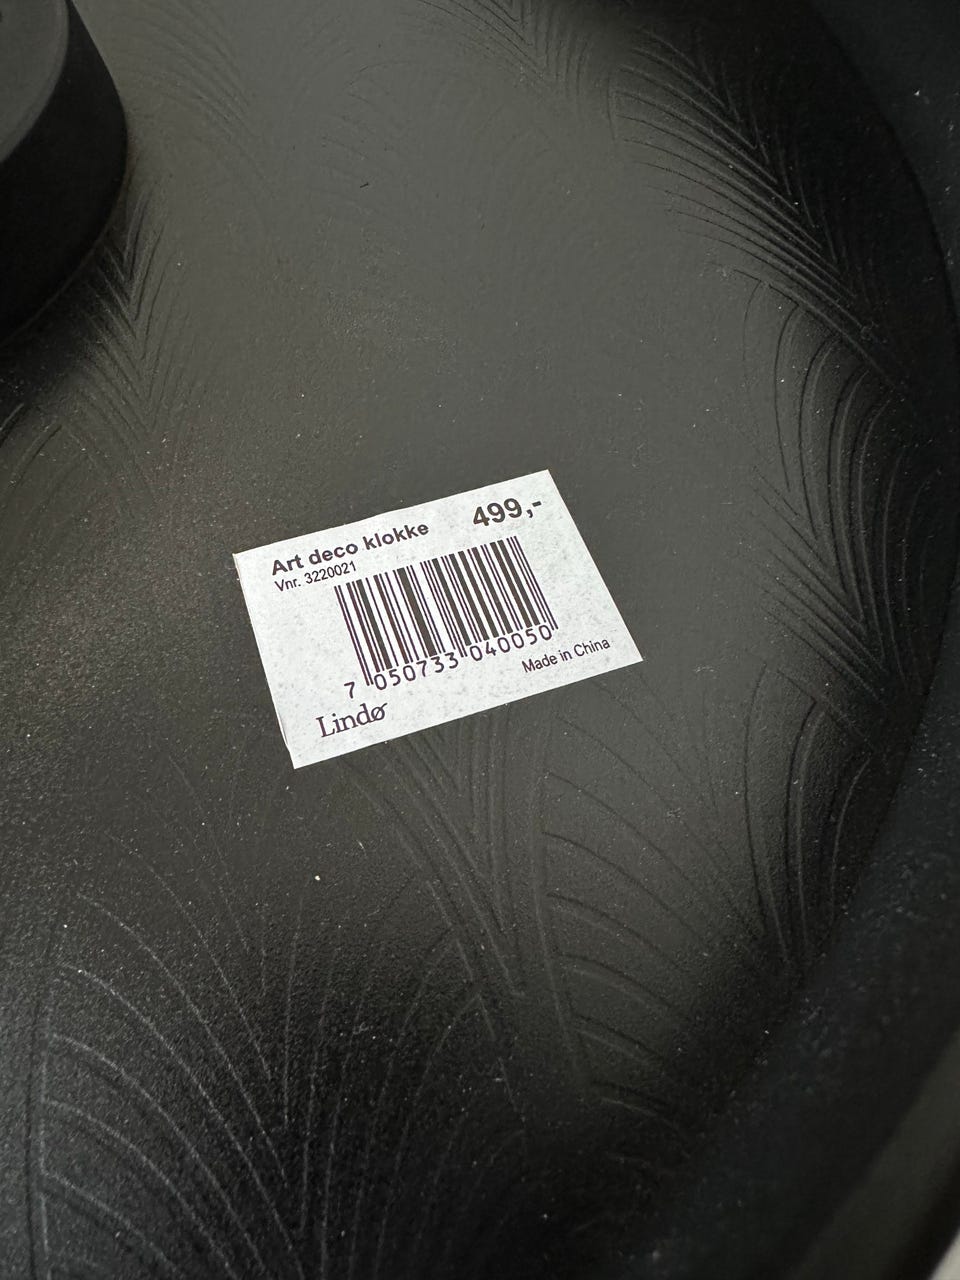 Art deco klokke 499,-
Vnr. 3220021
7 050733 040050
Made in China
Lindø